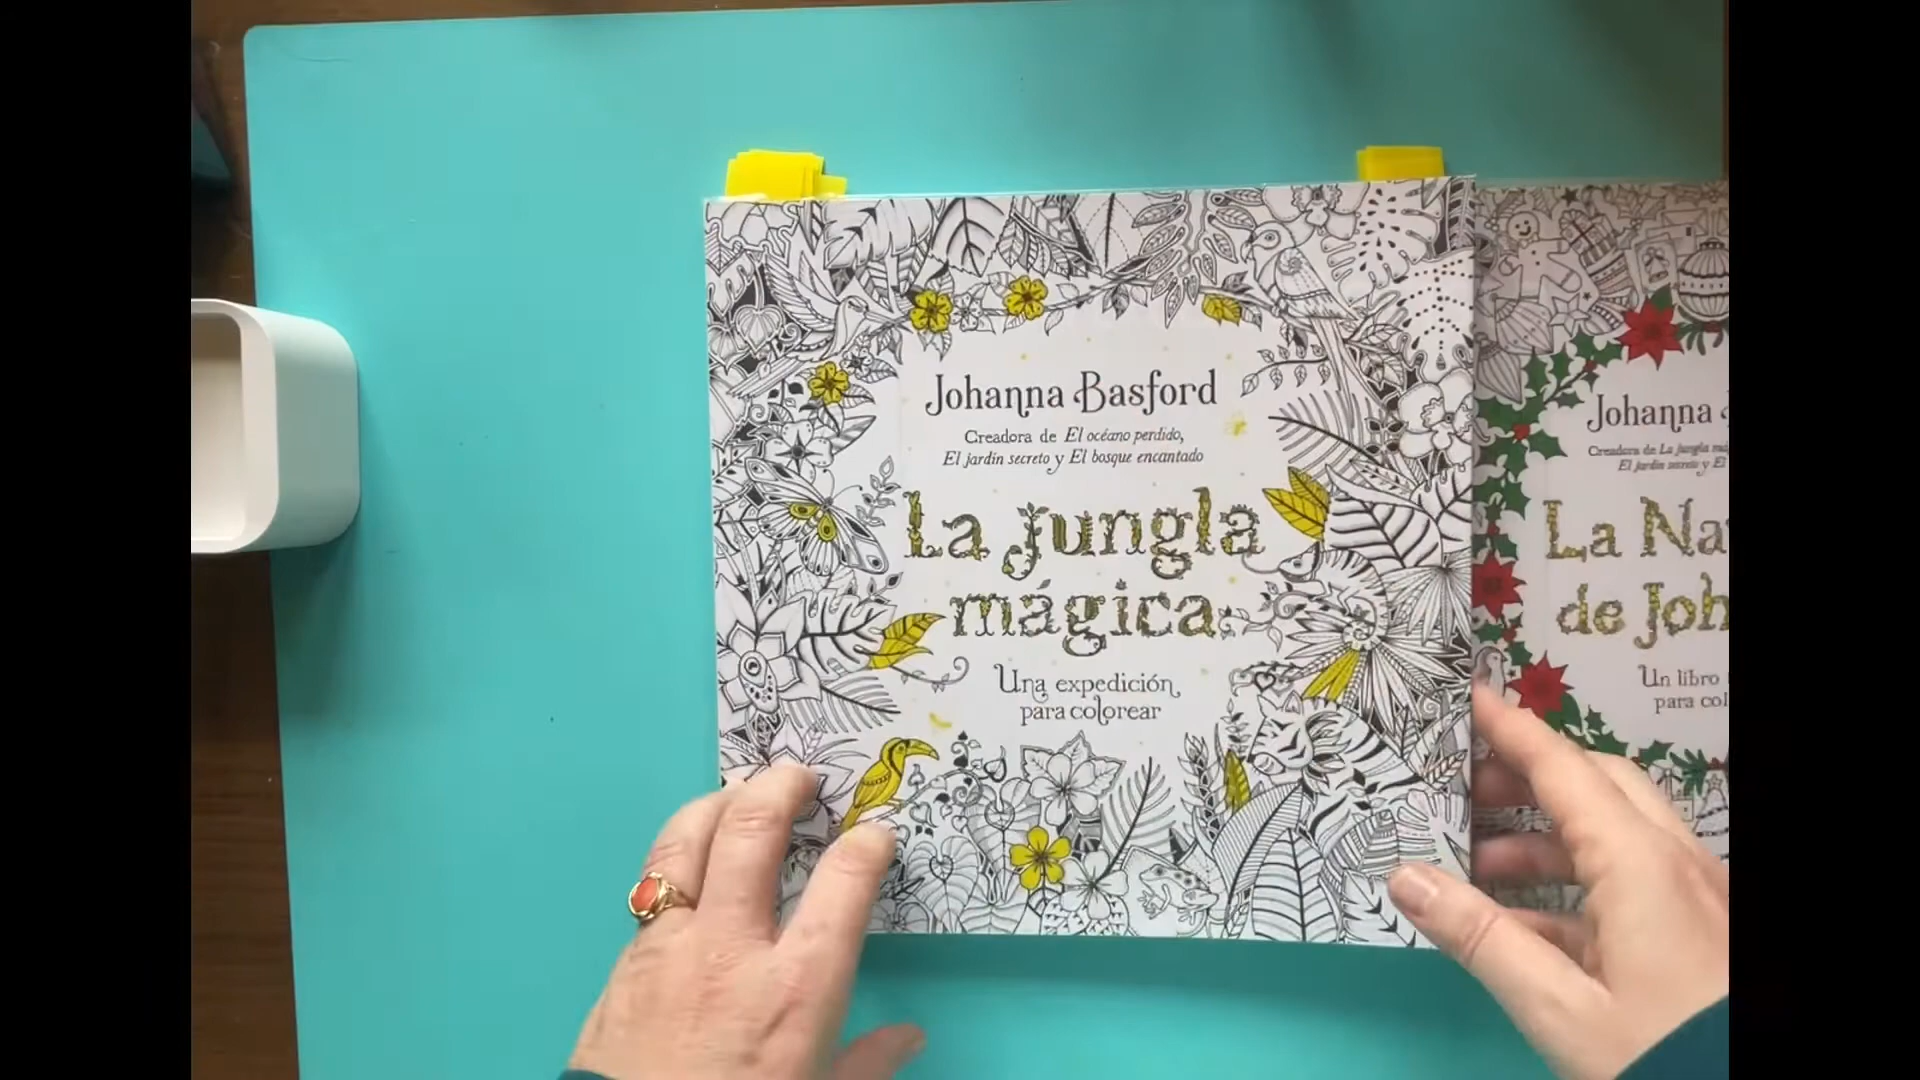 Johanna Basford
Creadora de El océano perdido,
El jardín secreto y El bosque encantado
La jungla
mágica
Una expedición
para colorear
Johanna
Creadora de La jungla
El jardín secreto y El
La Na
de Joh
Un libro
para col